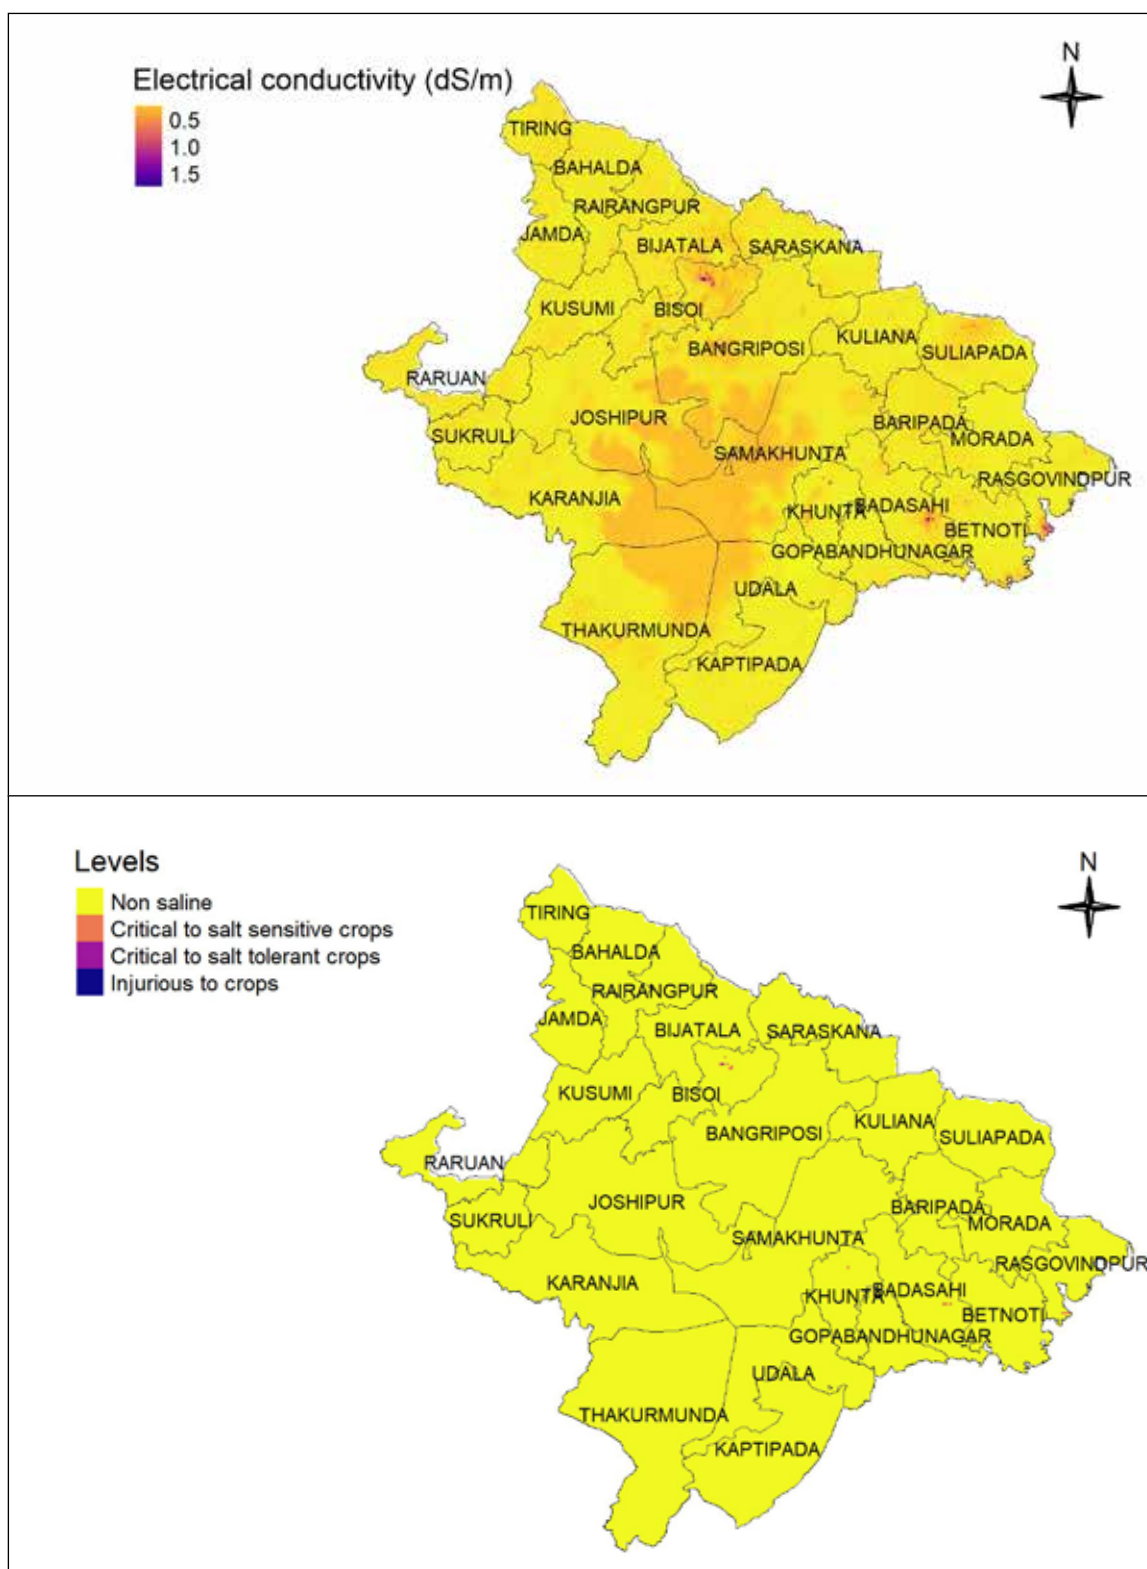 N
Electrical conductivity (dS/m)
0.5
1.0
1.5
TIRING
BAHALDA
RAIRANGPUR
JAMDA
BIJATALA
SARASKANA
KUSUMI
BISOI
BANGRIPOSI
KULIANA
SULIAPADA
RARUAN
JOSHIPUR
BARIPADA
SUKRULI
MORADA
SAMAKHUNTA
RASGOVINDPUR
KARANJIA
KHUNTA
BADASAHI
BETNOTI
GOPABANDHUNAGAR
UDALA
THAKURMUNDA
KAPTIPADA
Levels
N
Non saline
Critical to salt sensitive crops
Critical to salt tolerant crops
Injurious to crops
TIRING
BAHALDA
RAIRANGPUR
JAMDA
BIJATALA
SARASKANA
KUSUMI
BISOI
BANGRIPOSI
KULIANA
SULIAPADA
RARUAN
JOSHIPUR
BARIPADA
SUKRULI
MORADA
SAMAKHUNTA
RASGOVINDPUR
KARANJIA
KHUNTA
BADASAHI
BETNOTI
GOPABANDHUNAGAR
UDALA
THAKURMUNDA
KAPTIPADA